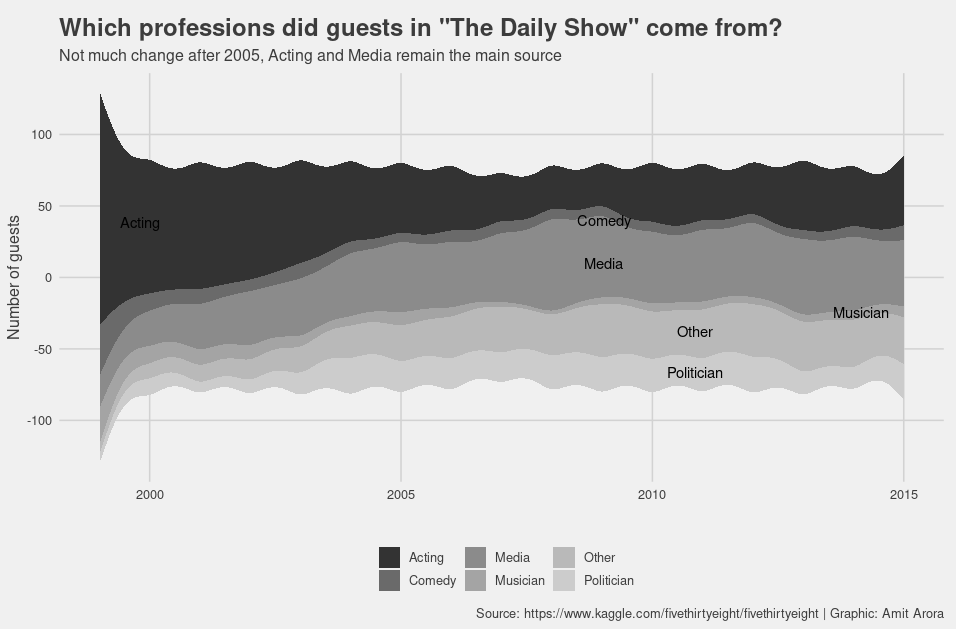 Which professions did guests in "The Daily Show" come from?
Not much change after 2005, Acting and Media remain the main source
Number of guests
100
50
0
-50
-100
Acting
Comedy
Media
Musician
Other
Politician
2000 2005 2010 2015
Acting Media Other
Comedy Musician Politician
Source: https://www.kaggle.com/fivethirtyeight/fivethirtyeight | Graphic: Amit Arora